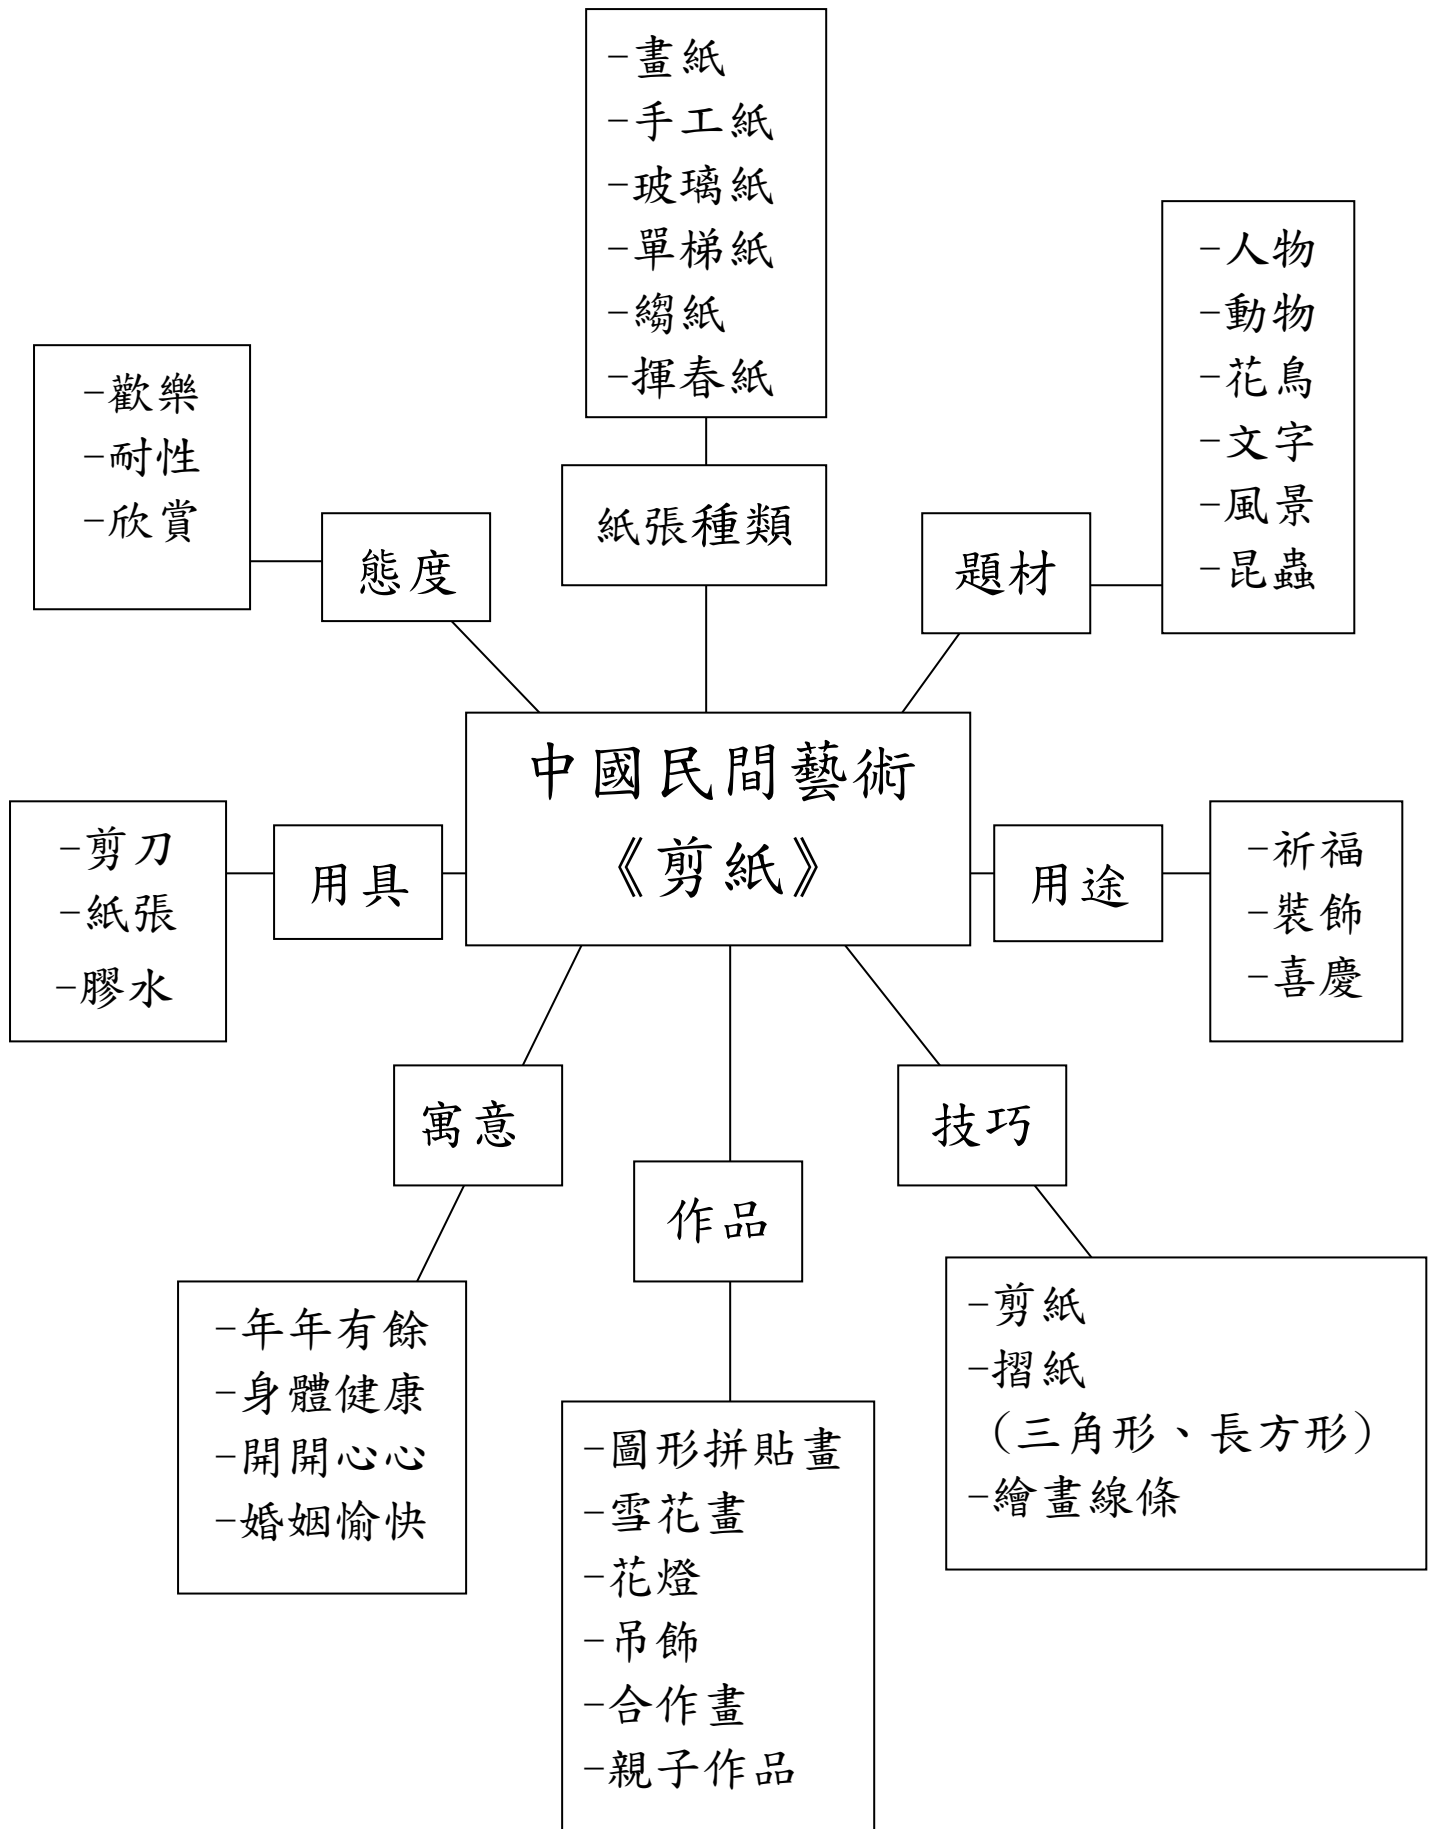 -畫紙
-手工紙
-玻璃紙
-單梯紙
-縐紙
-揮春紙
紙張種類
-歡樂
-耐性
-欣賞
態度
題材
-人物
-動物
-花鳥
-文字
-風景
-昆蟲
中國民間藝術
《剪紙》
-剪刀
-紙張
-膠水
用具
用途
-祈福
-裝飾
-喜慶
寓意
-年年有餘
-身體健康
-開開心心
-婚姻愉快
作品
-圖形拼貼畫
-雪花畫
-花燈
-吊飾
-合作畫
-親子作品
技巧
-剪紙
-摺紙
（三角形、長方形）
-繪畫線條